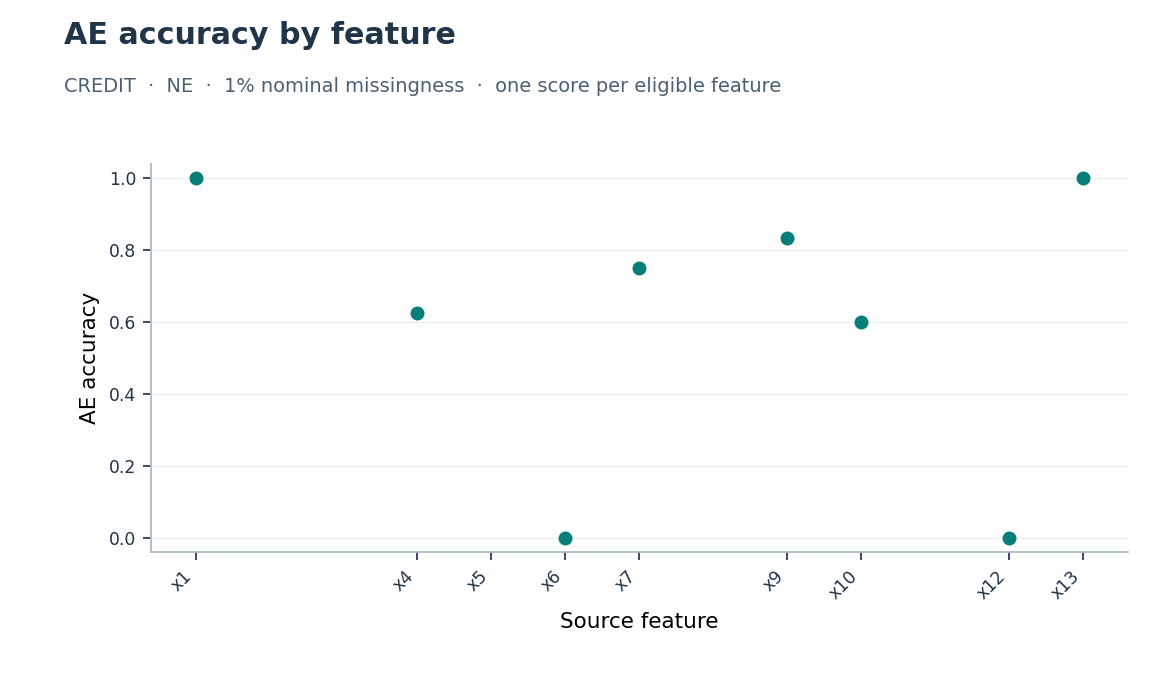 AE accuracy by feature
CREDIT · NE · 1% nominal missingness · one score per eligible feature
1.0
0.8
0.6
0.4
0.2
0.0
AE accuracy
x1 x4 x5 x6 x7 x9 x10 x12 x13
Source feature